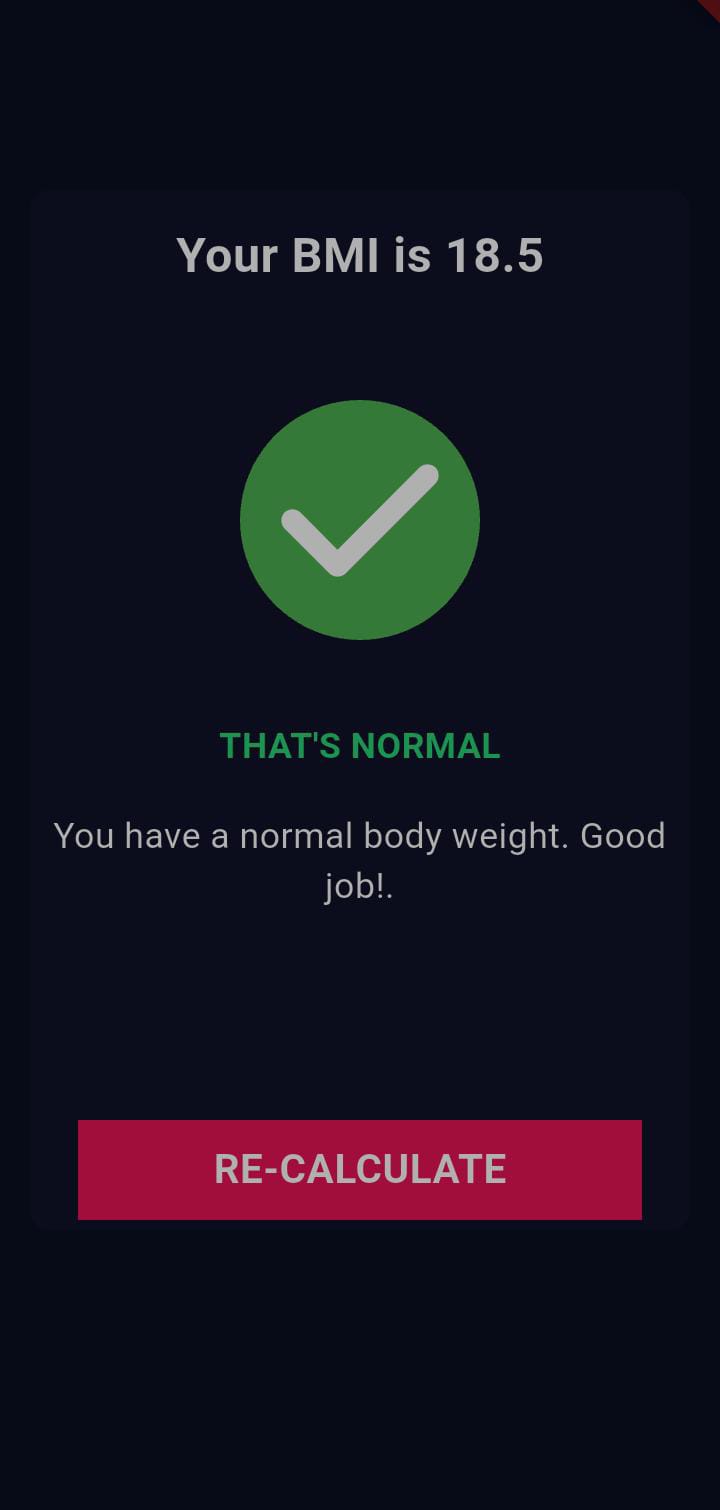 Your BMI is 18.5
THAT'S NORMAL
You have a normal body weight. Good
job!.
RE-CALCULATE